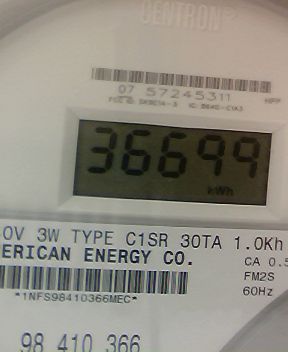 CENTRON®
07 57245311
36699
kWh
0V 3W TYPE C1SR 30TA 1.0Kh
ERICAN ENERGY CO.
CA 0.5
FM2S
*1NFS98410366MEC*
60Hz
98 410 366